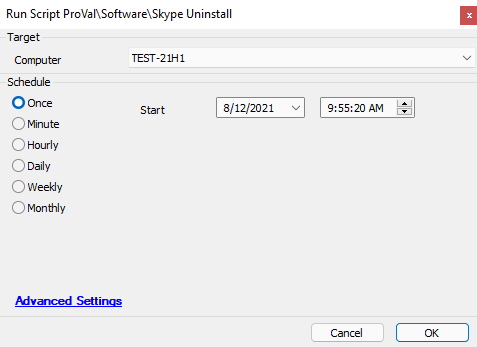 Run Script ProVal\Software\Skype Uninstall
x
Target
Computer TEST-21H1
Schedule
Once Start 8/12/2021 9:55:20 AM
Minute
Hourly
Daily
Weekly
Monthly
Advanced Settings
Cancel OK